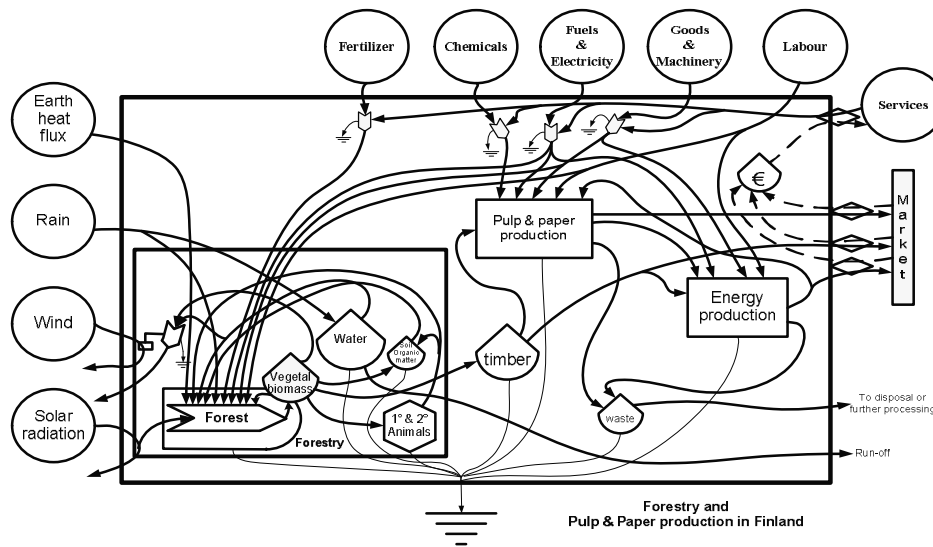 Fertilizer
Chemicals
Fuels
&
Electricity
Goods
&
Machinery
Labour
Services
Earth
heat
flux
Rain
Wind
Solar
radiation
€
Market
Pulp & paper
production
Energy
production
Water
Soil
Organic
matter
timber
Vegetal
biomass
waste
To disposal or
further processing
Forest
1° & 2°
Animals
Forestry
Run-off
Forestry and
Pulp & Paper production in Finland